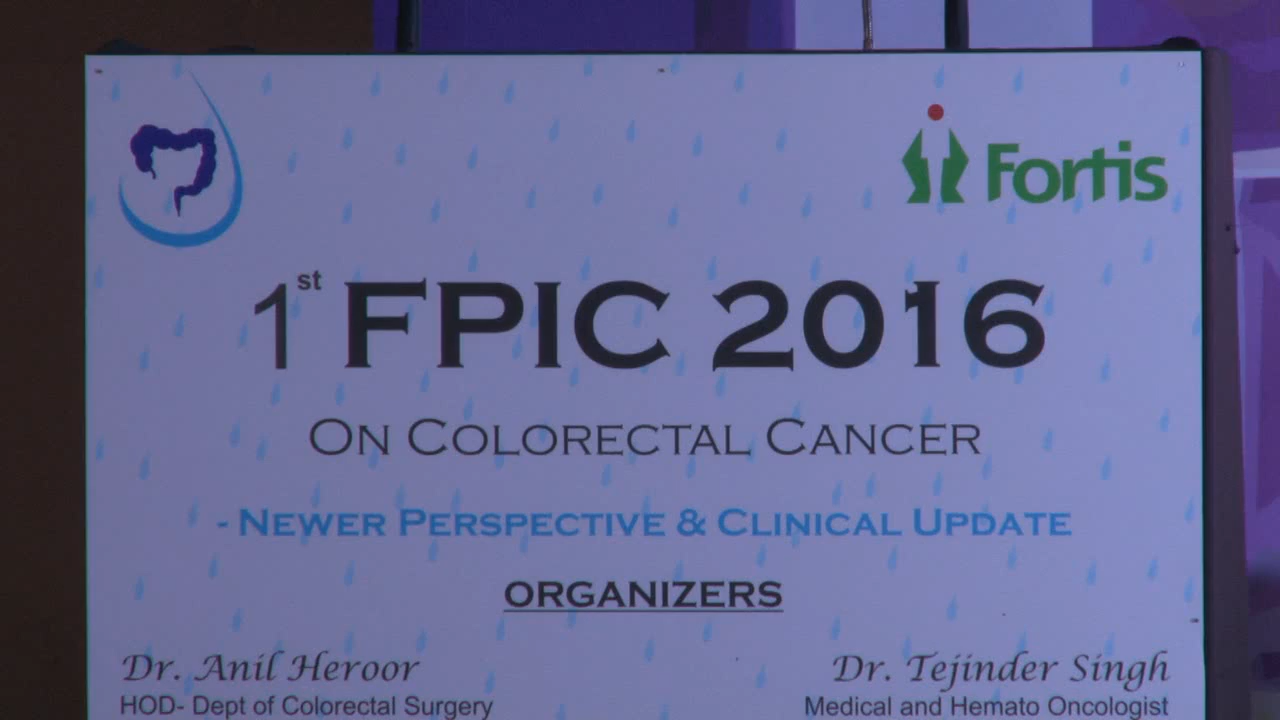 Fortis
1st FPIC 2016
ON COLORECTAL CANCER
- NEWER PERSPECTIVE & CLINICAL UPDATE
ORGANIZERS
Dr. Anil Heroor
HOD- Dept of Colorectal Surgery
Dr. Tejinder Singh
Medical and Hemato Oncologist